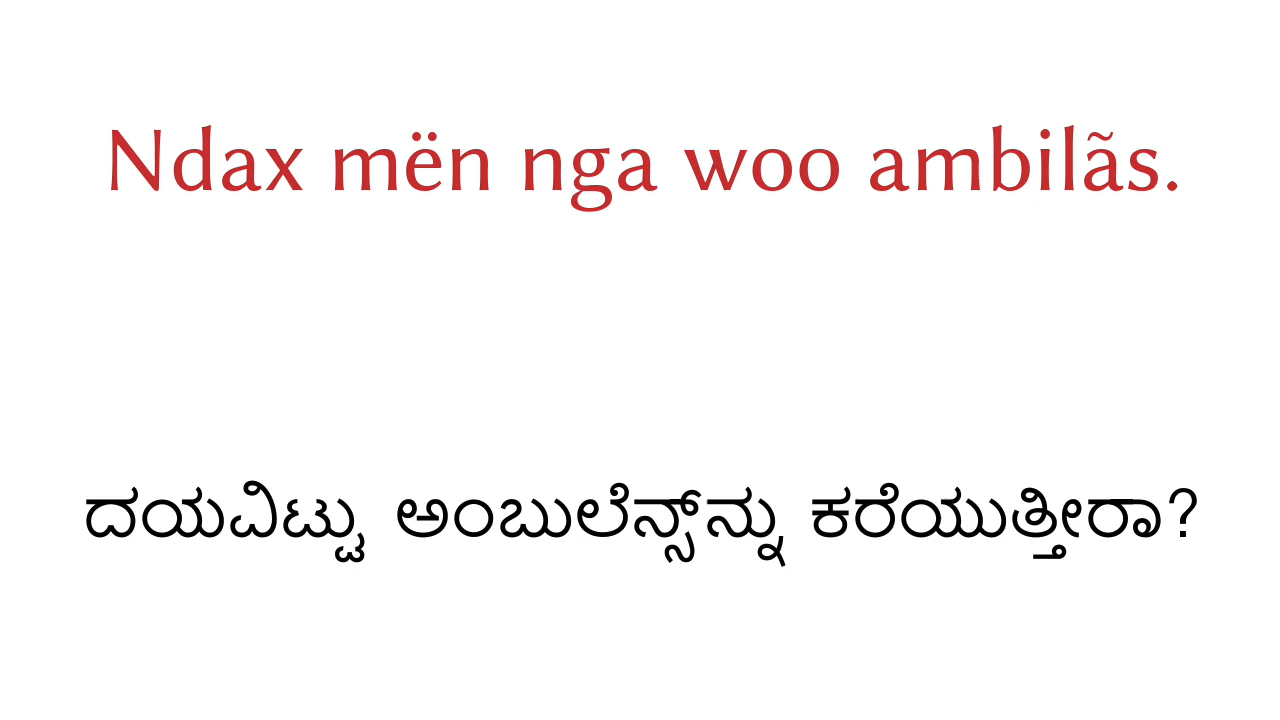 Ndax mën nga woo ambilãs.
ದಯವಿಟ್ಟು ಅಂಬುಲೆನ್ಸ್‌ನ್ನು ಕರೆಯುತ್ತೀರಾ?